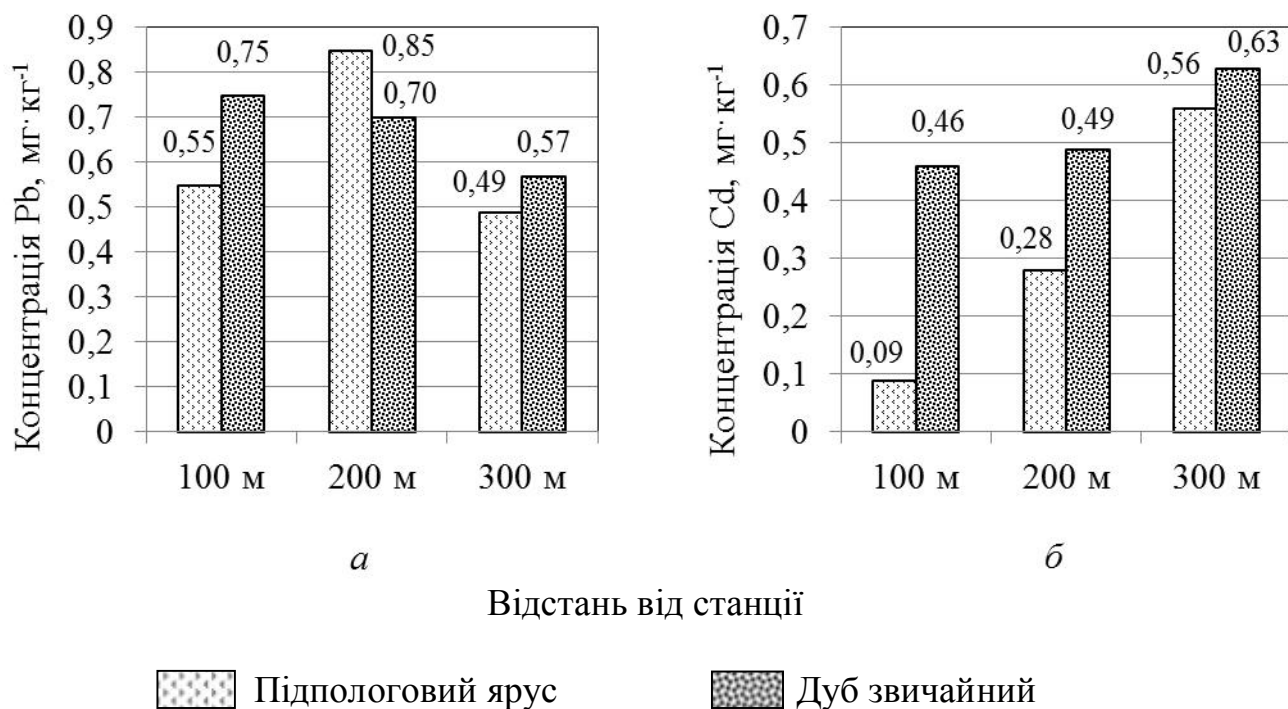 Концентрація Pb, мг·кг⁻¹
0,9
0,8
0,7
0,6
0,5
0,4
0,3
0,2
0,1
0
0,55
0,75
0,85
0,70
0,49
0,57
100 м
200 м
300 м
а
Концентрація Cd, мг·кг⁻¹
0,7
0,6
0,5
0,4
0,3
0,2
0,1
0
0,09
0,46
0,28
0,49
0,56
0,63
100 м
200 м
300 м
б
Відстань від станції
Підпологовий ярус
Дуб звичайний